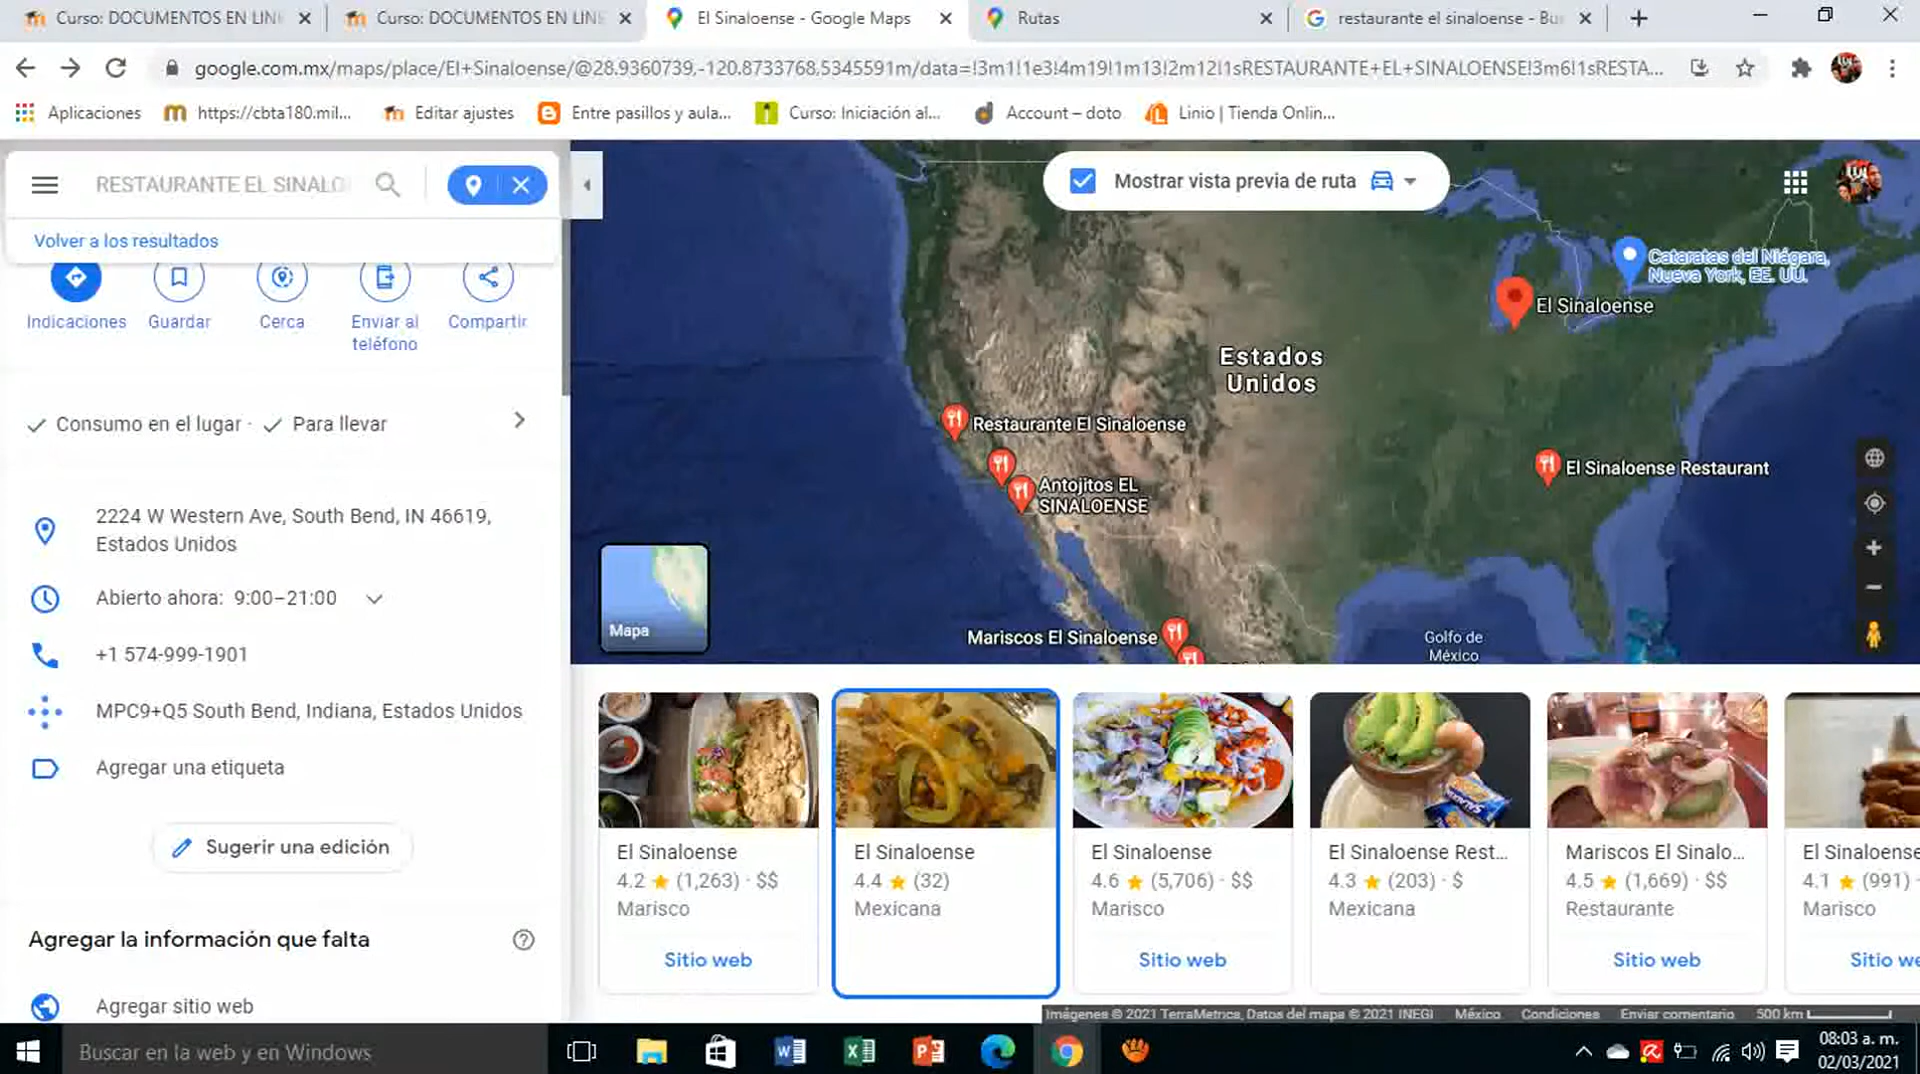 Curso: DOCUMENTOS EN LIN
Curso: DOCUMENTOS EN LIN
El Sinaloense - Google Maps
Rutas
restaurante el sinaloense - Bu
google.com.mx/maps/place/El+Sinaloense/@28.9360739,-120.8733768,5345591m/data=!3m1!1e3!4m19!1m13!2m12!1sRESTAURANTE+EL+SINALOENSE!3m6!1sRESTA...
Aplicaciones
https://cbta180.mil...
Editar ajustes
Entre pasillos y aula...
Curso: Iniciación al...
Account – doto
Linio | Tienda Onlin...
RESTAURANTE EL SINALO
Volver a los resultados
Indicaciones
Guardar
Cerca
Enviar al
teléfono
Compartir
Consumo en el lugar ·
Para llevar
2224 W Western Ave, South Bend, IN 46619,
Estados Unidos
Abierto ahora: 9:00–21:00
+1 574-999-1901
MPC9+Q5 South Bend, Indiana, Estados Unidos
Agregar una etiqueta
Sugerir una edición
Agregar la información que falta
Agregar sitio web
Mostrar vista previa de ruta
Cataratas del Niágara,
Nueva York, EE. UU.
El Sinaloense
Estados
Unidos
Restaurante El Sinaloense
El Sinaloense Restaurant
Antojitos EL
SINALOENSE
Mapa
Mariscos El Sinaloense
Golfo de
México
El Sinaloense
4.2 (1,263) · $$
Marisco
Sitio web
El Sinaloense
4.4 (32)
Mexicana
El Sinaloense
4.6 (5,706) · $$
Marisco
Sitio web
El Sinaloense Rest...
4.3 (203) · $
Mexicana
Mariscos El Sinalo...
4.5 (1,669) · $$
Restaurante
Sitio web
El Sinaloense
4.1 (991) ·
Marisco
Sitio we
Imágenes © 2021 TerraMetrics, Datos del mapa © 2021 INEGI
México
Condiciones
Enviar comentario
500 km
Buscar en la web y en Windows
08:03 a. m.
02/03/2021